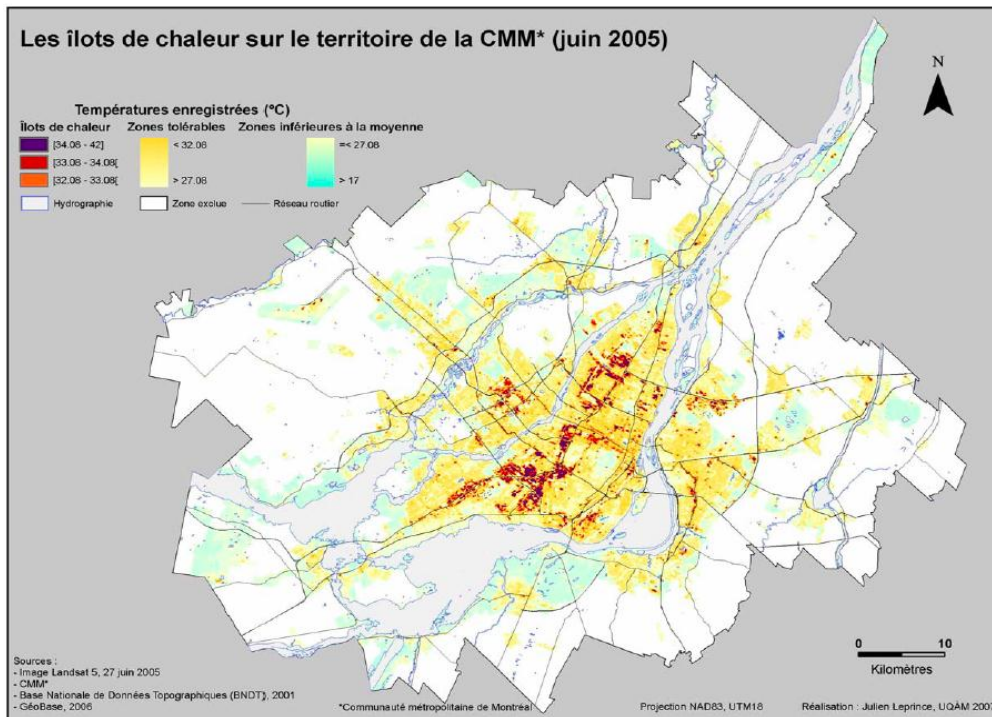 Les îlots de chaleur sur le territoire de la CMM* (juin 2005)
N
Températures enregistrées (°C)
Îlots de chaleur Zones tolérables Zones inférieures à la moyenne
[34.08 - 42] < 32.08 =< 27.08
[33.08 - 34.08[
[32.08 - 33.08[ > 27.08 > 17
Hydrographie Zone exclue Réseau routier
0 10
Kilomètres
Sources :
- Image Landsat 5, 27 juin 2005
- CMM*
- Base Nationale de Données Topographiques (BNDT), 2001
- GéoBase, 2006 *Communauté métropolitaine de Montréal Projection NAD83, UTM18 Réalisation : Julien Leprince, UQÀM 2007